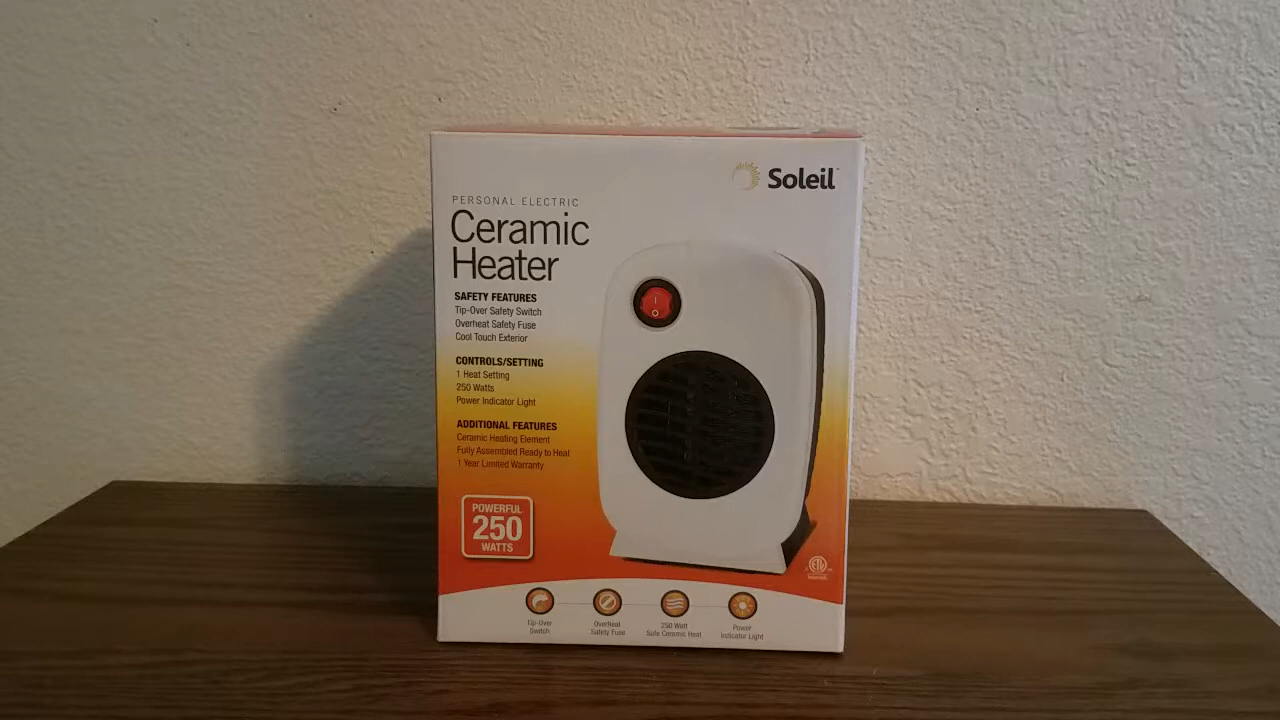 Soleil
PERSONAL ELECTRIC
Ceramic
Heater
SAFETY FEATURES
Tip-Over Safety Switch
Overheat Safety Fuse
Cool Touch Exterior
CONTROLS/SETTING
1 Heat Setting
250 Watts
Power Indicator Light
ADDITIONAL FEATURES
Ceramic Heating Element
Fully Assembled Ready to Heat
1 Year Limited Warranty
POWERFUL
250
WATTS
ETL
Tip-Over
Switch
Overheat
Safety Fuse
250 Watt
Safe Ceramic Heat
Power
Indicator Light